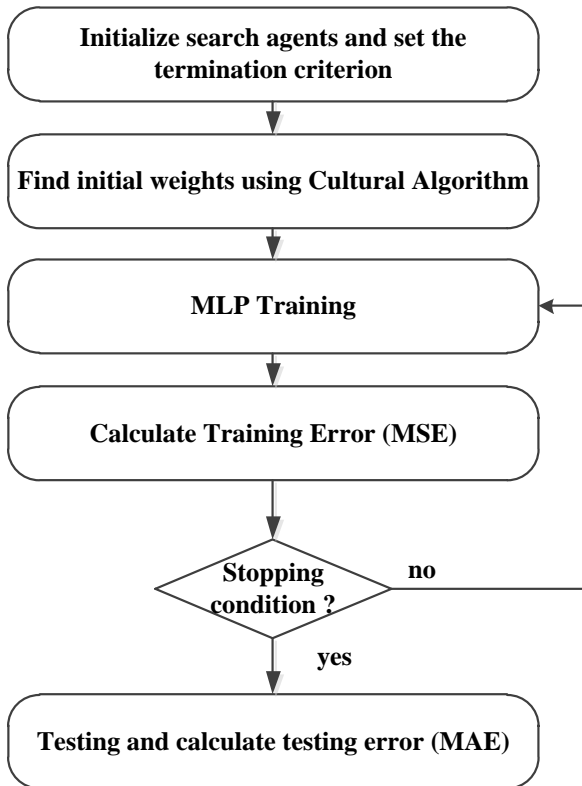 Initialize search agents and set the
termination criterion
Find initial weights using Cultural Algorithm
MLP Training
Calculate Training Error (MSE)
Stopping
condition ?
no
yes
Testing and calculate testing error (MAE)